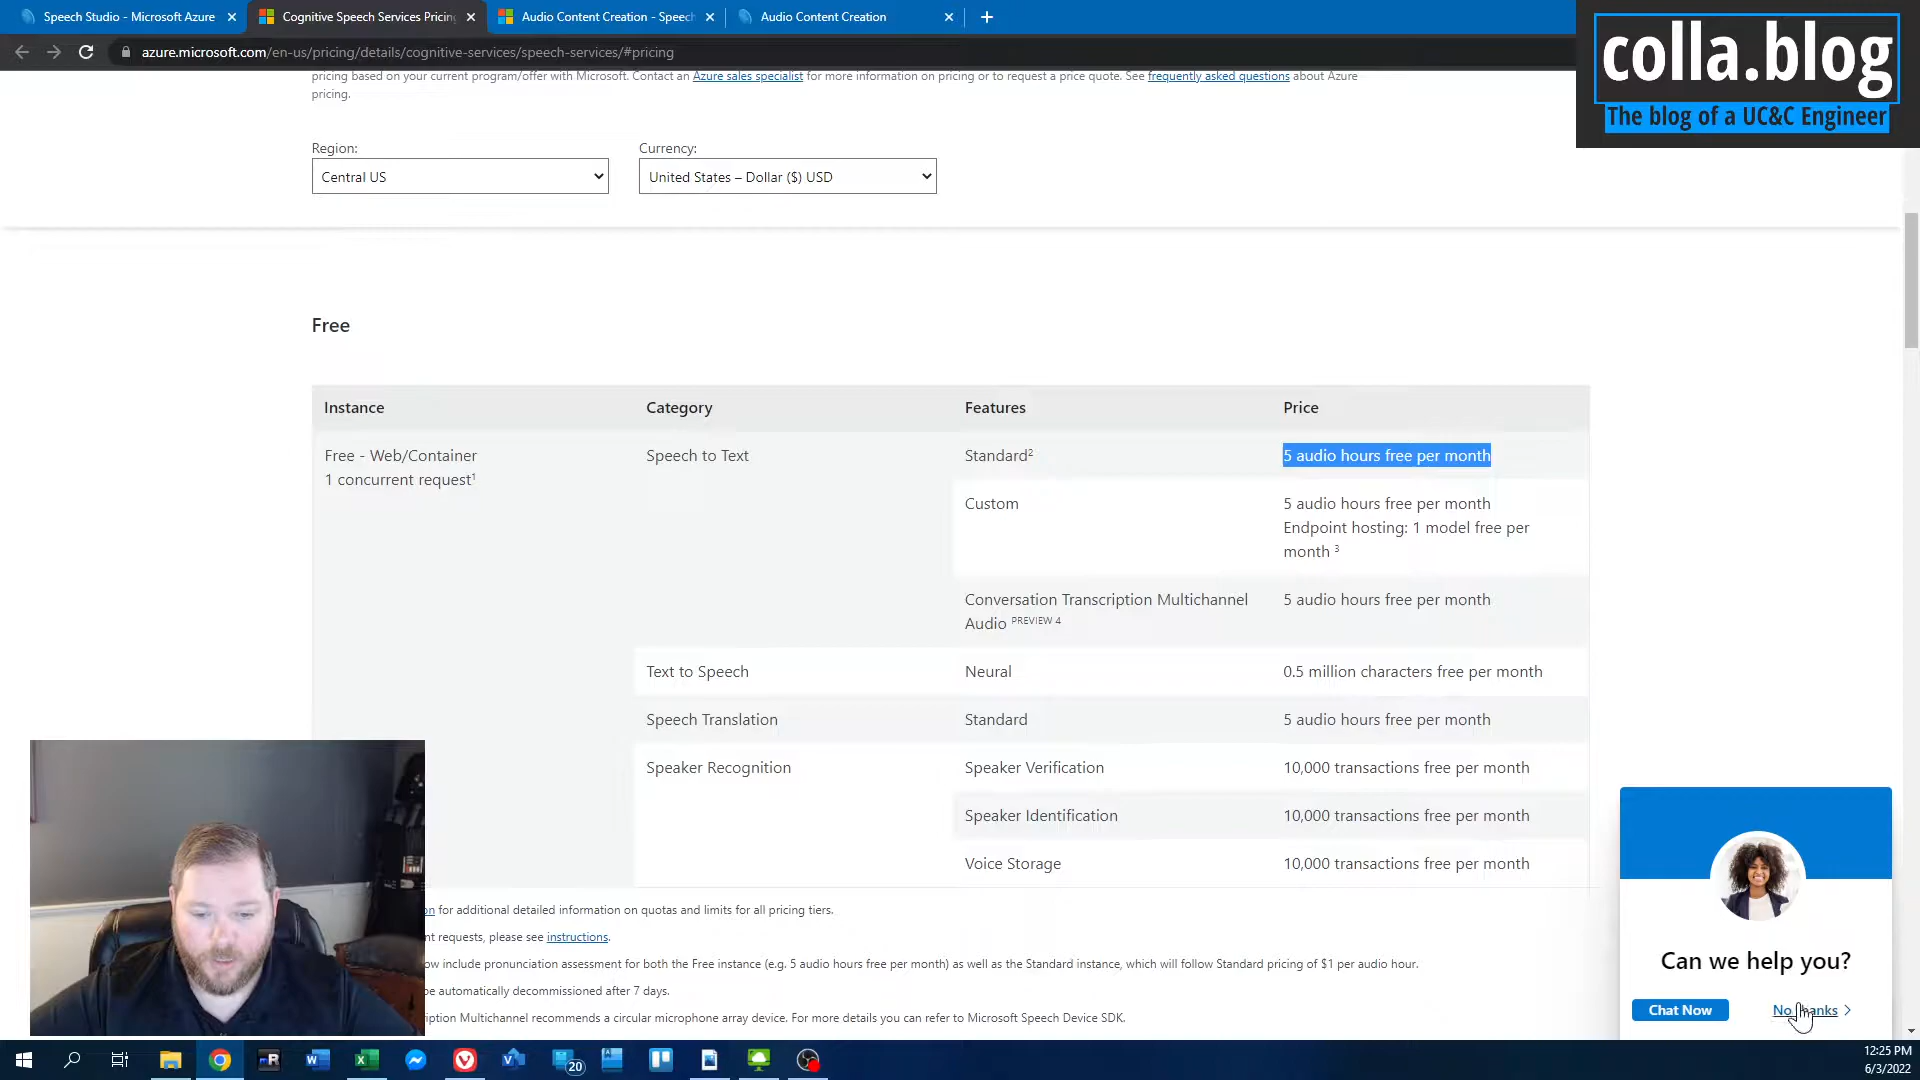 Speech Studio - Microsoft Azure
Cognitive Speech Services Pricing
Audio Content Creation - Speech
Audio Content Creation
azure.microsoft.com/en-us/pricing/details/cognitive-services/speech-services/#pricing
colla.blog
The blog of a UC&C Engineer
pricing based on your current program/offer with Microsoft. Contact an Azure sales specialist for more information on pricing or to request a price quote. See frequently asked questions about Azure
pricing.
Region:
Currency:
Central US
United States – Dollar ($) USD
Free
Instance Category Features Price
Free - Web/Container
1 concurrent request¹
Speech to Text
Standard²
5 audio hours free per month
Custom
5 audio hours free per month
Endpoint hosting: 1 model free per
month ³
Conversation Transcription Multichannel
Audio PREVIEW 4
5 audio hours free per month
Text to Speech
Neural
0.5 million characters free per month
Speech Translation
Standard
5 audio hours free per month
Speaker Recognition
Speaker Verification
10,000 transactions free per month
Speaker Identification
10,000 transactions free per month
Voice Storage
10,000 transactions free per month
on for additional detailed information on quotas and limits for all pricing tiers.
nt requests, please see instructions.
ow include pronunciation assessment for both the Free instance (e.g. 5 audio hours free per month) as well as the Standard instance, which will follow Standard pricing of $1 per audio hour.
be automatically decommissioned after 7 days.
ription Multichannel recommends a circular microphone array device. For more details you can refer to Microsoft Speech Device SDK.
Can we help you?
Chat Now
No
20
12:25 PM
6/3/2022